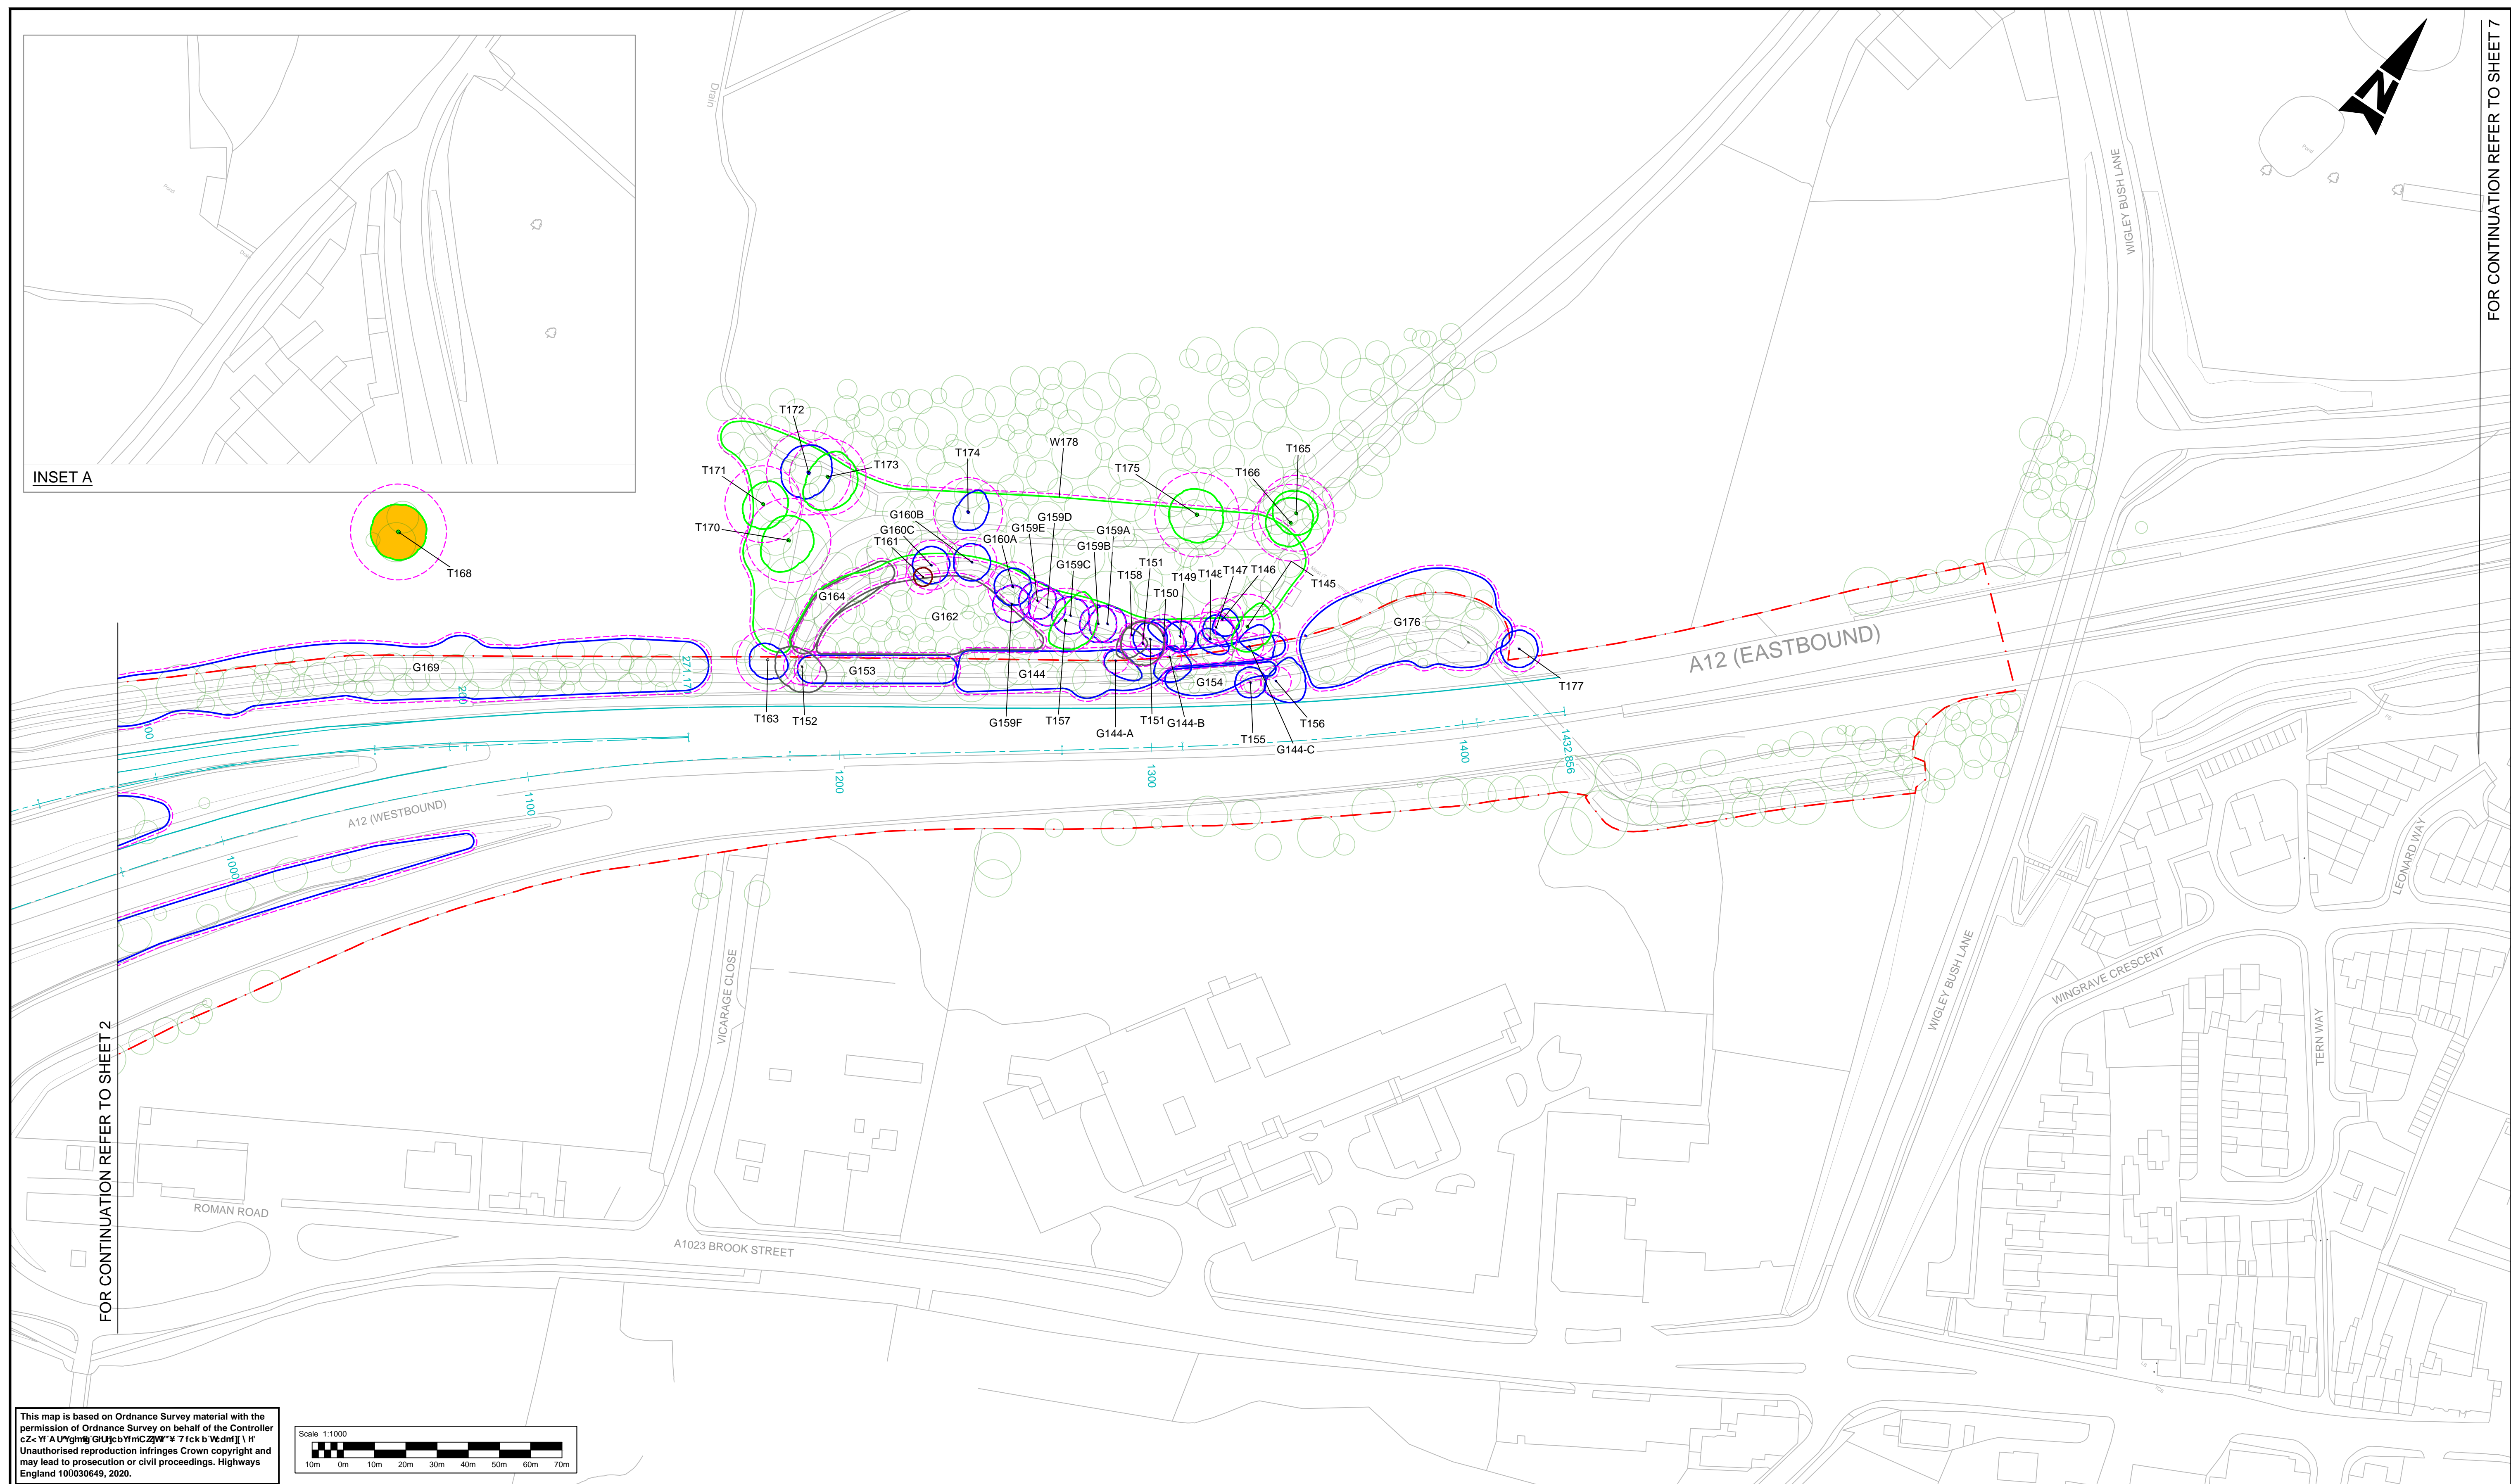 FOR CONTINUATION REFER TO SHEET 7
N
INSET A
Drain
Pond
Drain
Pond
WIGLEY BUSH LANE
T172
T173
T174
W178
T175
T165
T166
T171
T170
T168
G160B
G160C
T161
G160A
G159E
G159D
G159A
G159B
G159C
T158
T151
T150
T149
T148
T147
T146
T145
G164
G162
G176
G169
G153
G144
G154
T163
T152
G159F
T157
G144-A
T151
G144-B
T155
G144-C
T156
T177
A12 (EASTBOUND)
A12 (WESTBOUND)
1000
1100
1200
1300
1400
1432.856
FOR CONTINUATION REFER TO SHEET 2
VICARAGE CLOSE
ROMAN ROAD
A1023 BROOK STREET
WIGLEY BUSH LANE
WINGRAVE CRESCENT
LEONARD WAY
TERN WAY
This map is based on Ordnance Survey material with the
permission of Ordnance Survey on behalf of the Controller
Unauthorised reproduction infringes Crown copyright and
may lead to prosecution or civil proceedings. Highways
England 100030649, 2020.
Scale 1:1000
10m 0m 10m 20m 30m 40m 50m 60m 70m